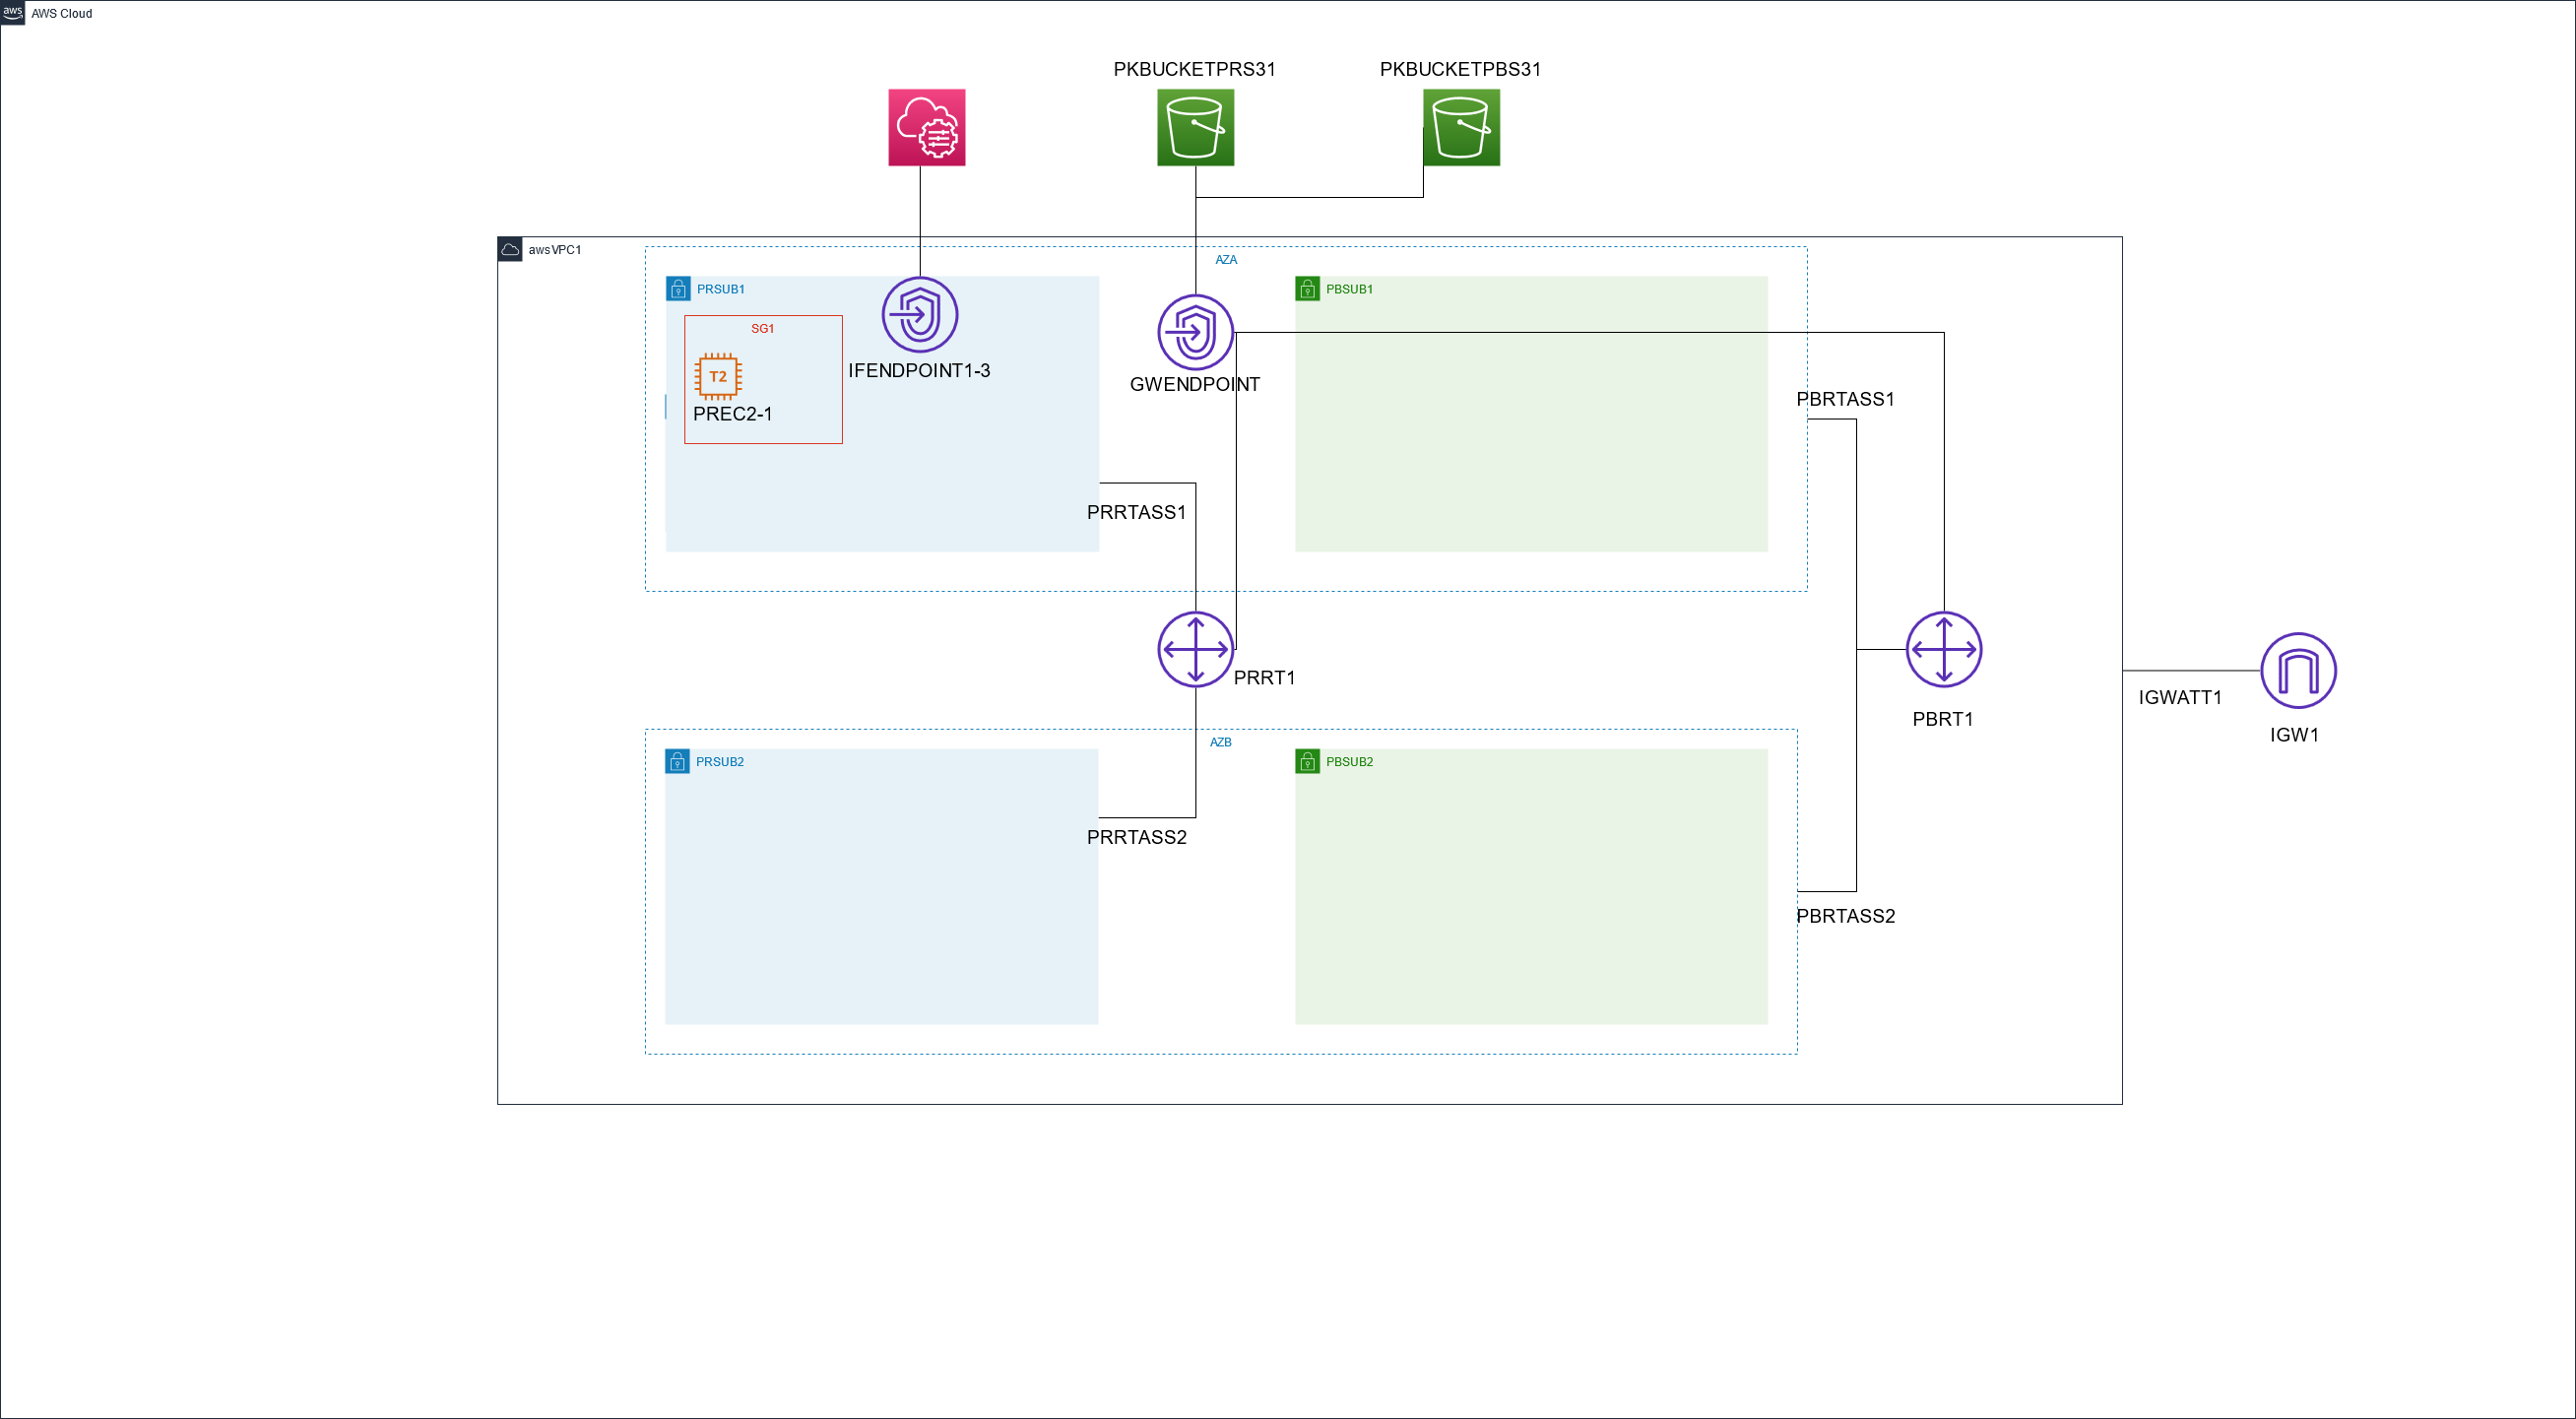 aws
AWS Cloud
PKBUCKETPRS31
PKBUCKETPBS31
awsVPC1
AZA
PRSUB1
PBSUB1
SG1
T2
PREC2-1
IFENDPOINT1-3
GWENDPOINT
PBRTASS1
PRRTASS1
PRRT1
PBRT1
IGWATT1
IGW1
AZB
PRSUB2
PBSUB2
PRRTASS2
PBRTASS2